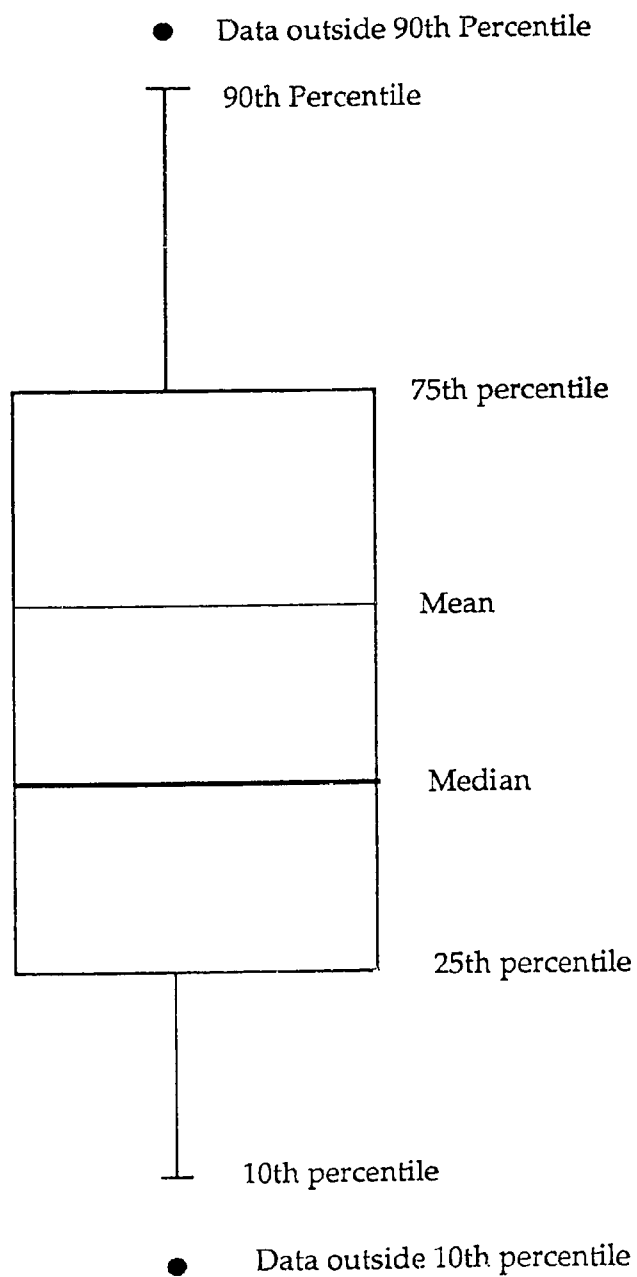 Data outside 90th Percentile
90th Percentile
75th percentile
Mean
Median
25th percentile
10th percentile
Data outside 10th percentile